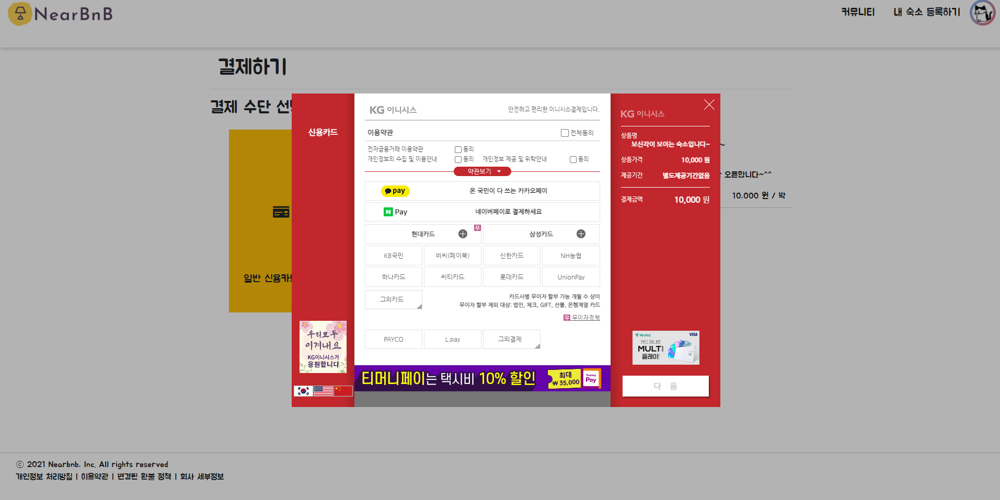 NearBnB
커뮤니티
내 숙소 등록하기
결제하기
결제 수단
일반 신용카드
오픈합니다~^^
10,000 원 / 박
신용카드
우리모두
이겨내요
KG이니시스가
응원합니다
KG 이니시스
안전하고 편리한 이니시스결제입니다.
이용약관
전체동의
전자금융거래 이용약관
동의
개인정보의 수집 및 이용안내
동의
개인정보 제공 및 위탁안내
동의
약관보기
pay
온 국민이 다 쓰는 카카오페이
N Pay
네이버페이로 결제하세요
현대카드
무
삼성카드
KB국민
비씨(페이북)
신한카드
NH농협
하나카드
씨티카드
롯데카드
UnionPay
그외카드
카드사별 무이자 할부 가능 개월 수 상이
무이자 할부 제외 대상: 법인, 체크, GIFT, 선불, 은행계열 카드
무 무이자정책
PAYCO
L.pay
그외결제
티머니페이는 택시비 10% 할인
최대
₩ 35,000
Tmoney
Pay
KG 이니시스
상품명
보신각이 보이는 숙소입니다~
상품가격
10,000 원
제공기간
별도제공기간없음
결제금액
10,000 원
하나카드
VISA
카드 하나로
MULTI
플레이!
다 음
ⓒ 2021 Nearbnb, Inc. All rights reserved
개인정보 처리방침 | 이용약관 | 변경된 환불 정책 | 회사 세부정보